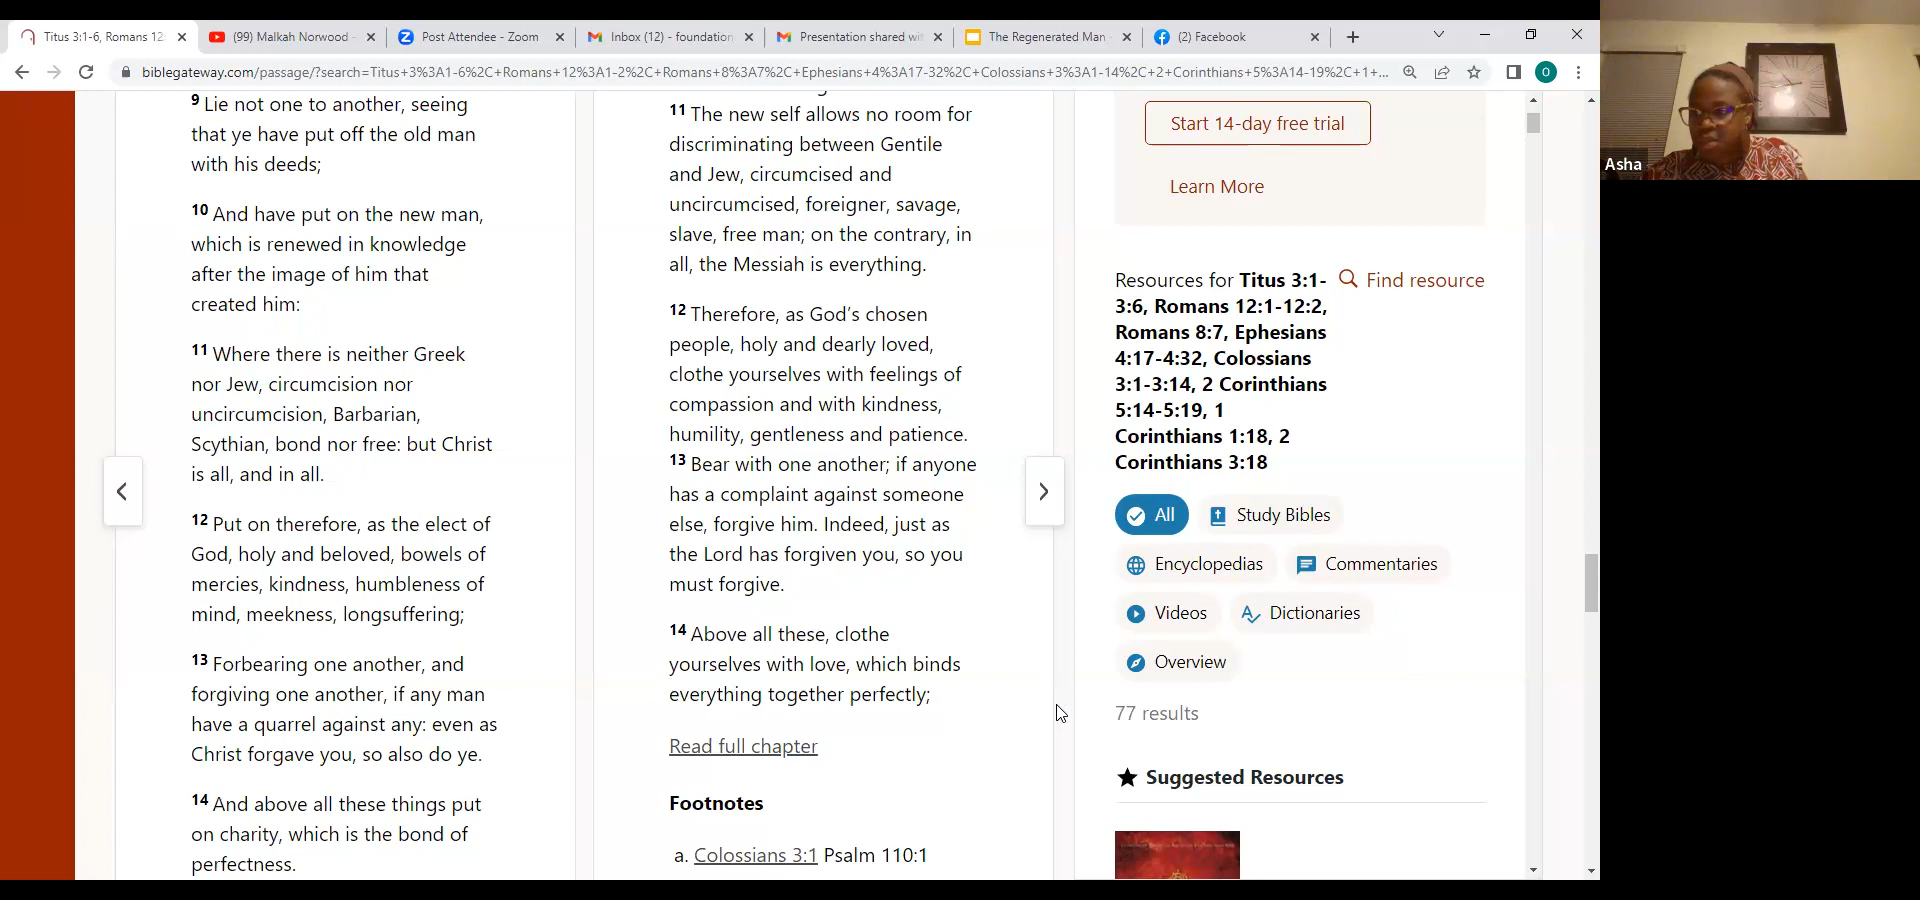 Titus 3:1-6, Romans 12:
(99) Malkah Norwood -
Post Attendee - Zoom
Inbox (12) - foundation
Presentation shared wit
The Regenerated Man -
(2) Facebook
biblegateway.com/passage/?search=Titus+3%3A1-6%2C+Romans+12%3A1-2%2C+Romans+8%3A7%2C+Ephesians+4%3A17-32%2C+Colossians+3%3A1-14%2C+2+Corinthians+5%3A14-19%2C+1+...
O
9 Lie not one to another, seeing
that ye have put off the old man
with his deeds;
10 And have put on the new man,
which is renewed in knowledge
after the image of him that
created him:
11 Where there is neither Greek
nor Jew, circumcision nor
uncircumcision, Barbarian,
Scythian, bond nor free: but Christ
is all, and in all.
12 Put on therefore, as the elect of
God, holy and beloved, bowels of
mercies, kindness, humbleness of
mind, meekness, longsuffering;
13 Forbearing one another, and
forgiving one another, if any man
have a quarrel against any: even as
Christ forgave you, so also do ye.
14 And above all these things put
on charity, which is the bond of
perfectness.
11 The new self allows no room for
discriminating between Gentile
and Jew, circumcised and
uncircumcised, foreigner, savage,
slave, free man; on the contrary, in
all, the Messiah is everything.
12 Therefore, as God's chosen
people, holy and dearly loved,
clothe yourselves with feelings of
compassion and with kindness,
humility, gentleness and patience.
13 Bear with one another; if anyone
has a complaint against someone
else, forgive him. Indeed, just as
the Lord has forgiven you, so you
must forgive.
14 Above all these, clothe
yourselves with love, which binds
everything together perfectly;
Read full chapter
Footnotes
a. Colossians 3:1 Psalm 110:1
Start 14-day free trial
Learn More
Resources for Titus 3:1-
3:6, Romans 12:1-12:2,
Romans 8:7, Ephesians
4:17-4:32, Colossians
3:1-3:14, 2 Corinthians
5:14-5:19, 1
Corinthians 1:18, 2
Corinthians 3:18
Find resource
All
Study Bibles
Encyclopedias
Commentaries
Videos
Dictionaries
Overview
77 results
Suggested Resources
Asha